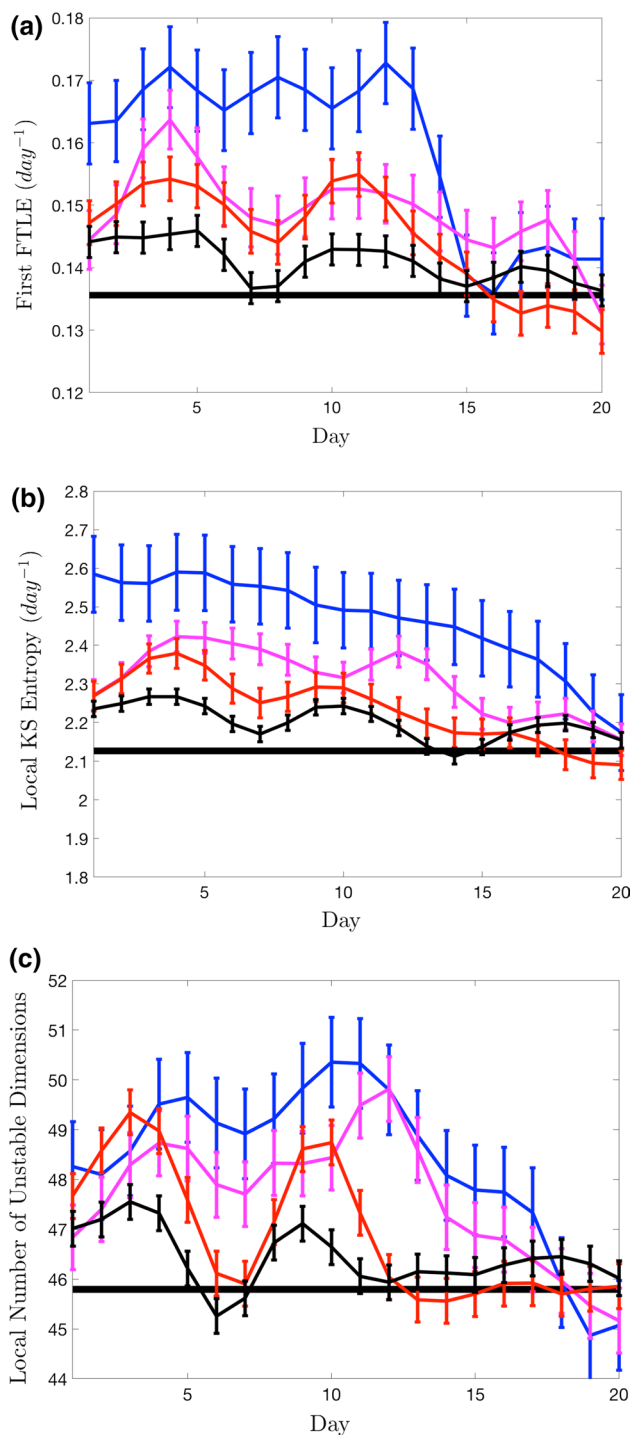 (a)
0.18
0.17
0.16
0.15
0.14
0.13
0.12
First FTLE (day⁻¹)
5 10 15 20
Day
(b)
2.8
2.7
2.6
2.5
2.4
2.3
2.2
2.1
2
1.9
1.8
Local KS Entropy (day⁻¹)
5 10 15 20
Day
(c)
52
51
50
49
48
47
46
45
44
Local Number of Unstable Dimensions
5 10 15 20
Day